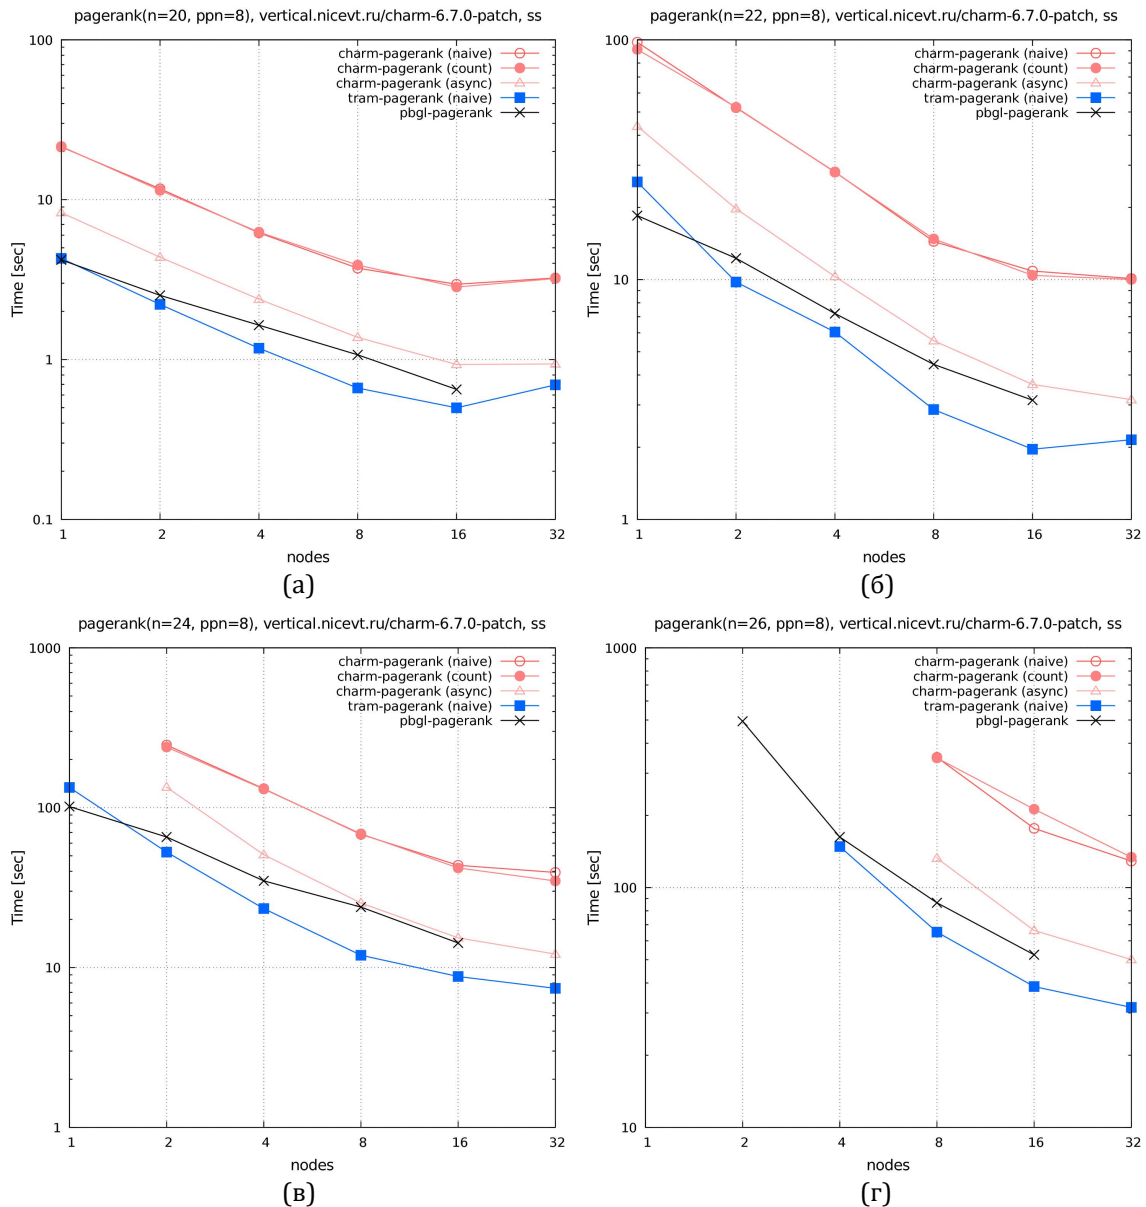 pagerank(n=20, ppn=8), vertical.nicevt.ru/charm-6.7.0-patch, ss
charm-pagerank (naive)
charm-pagerank (count)
charm-pagerank (async)
tram-pagerank (naive)
pbgl-pagerank
100
10
1
0.1
Time [sec]
1 2 4 8 16 32
nodes
(а)
pagerank(n=22, ppn=8), vertical.nicevt.ru/charm-6.7.0-patch, ss
charm-pagerank (naive)
charm-pagerank (count)
charm-pagerank (async)
tram-pagerank (naive)
pbgl-pagerank
100
10
1
Time [sec]
1 2 4 8 16 32
nodes
(б)
pagerank(n=24, ppn=8), vertical.nicevt.ru/charm-6.7.0-patch, ss
charm-pagerank (naive)
charm-pagerank (count)
charm-pagerank (async)
tram-pagerank (naive)
pbgl-pagerank
1000
100
10
1
Time [sec]
1 2 4 8 16 32
nodes
(в)
pagerank(n=26, ppn=8), vertical.nicevt.ru/charm-6.7.0-patch, ss
charm-pagerank (naive)
charm-pagerank (count)
charm-pagerank (async)
tram-pagerank (naive)
pbgl-pagerank
1000
100
10
Time [sec]
1 2 4 8 16 32
nodes
(г)